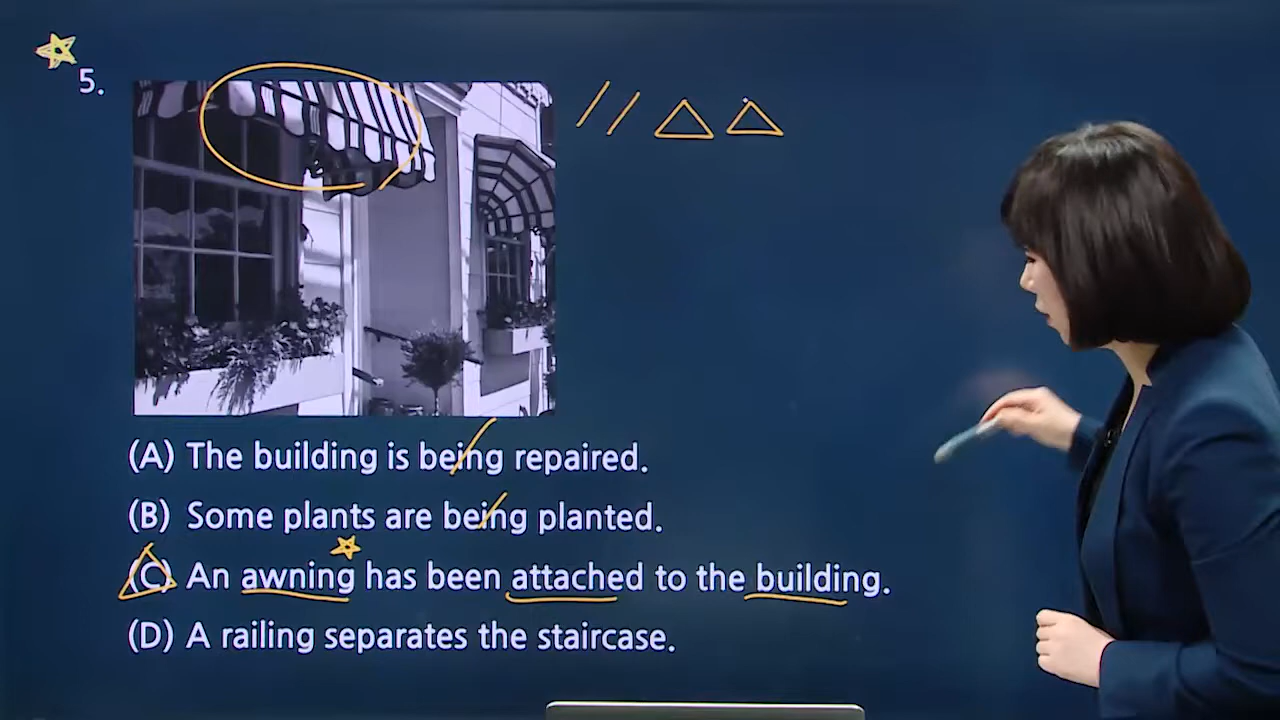 5.
(A) The building is being repaired.
(B) Some plants are being planted.
(C) An awning has been attached to the building.
(D) A railing separates the staircase.